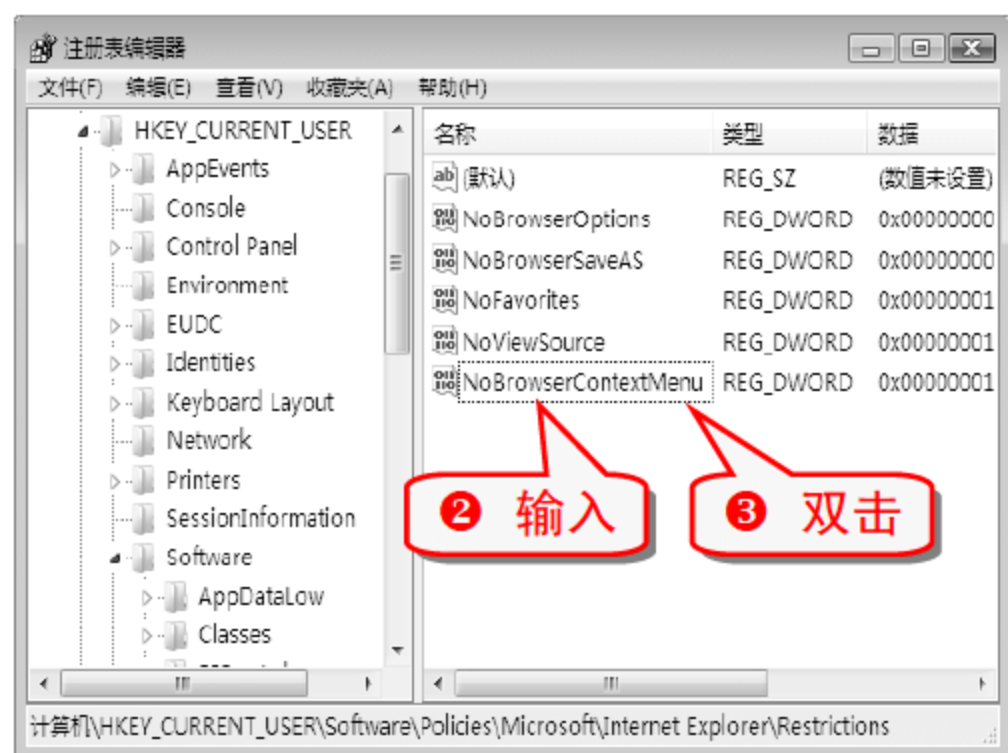 注册表编辑器
文件(F) 编辑(E) 查看(V) 收藏夹(A) 帮助(H)
HKEY_CURRENT_USER
AppEvents
Console
Control Panel
Environment
EUDC
Identities
Keyboard Layout
Network
Printers
SessionInformation
Software
AppDataLow
Classes
名称 类型 数据
(默认) REG_SZ (数值未设置)
NoBrowserOptions REG_DWORD 0x00000000
NoBrowserSaveAS REG_DWORD 0x00000000
NoFavorites REG_DWORD 0x00000001
NoViewSource REG_DWORD 0x00000001
NoBrowserContextMenu REG_DWORD 0x00000001
❷ 输入
❸ 双击
计算机\HKEY_CURRENT_USER\Software\Policies\Microsoft\Internet Explorer\Restrictions